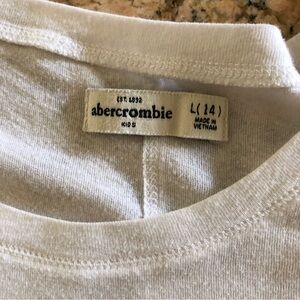 EST. 1892
abercrombie
KIDS
L( 14 )
MADE IN
VIETNAM